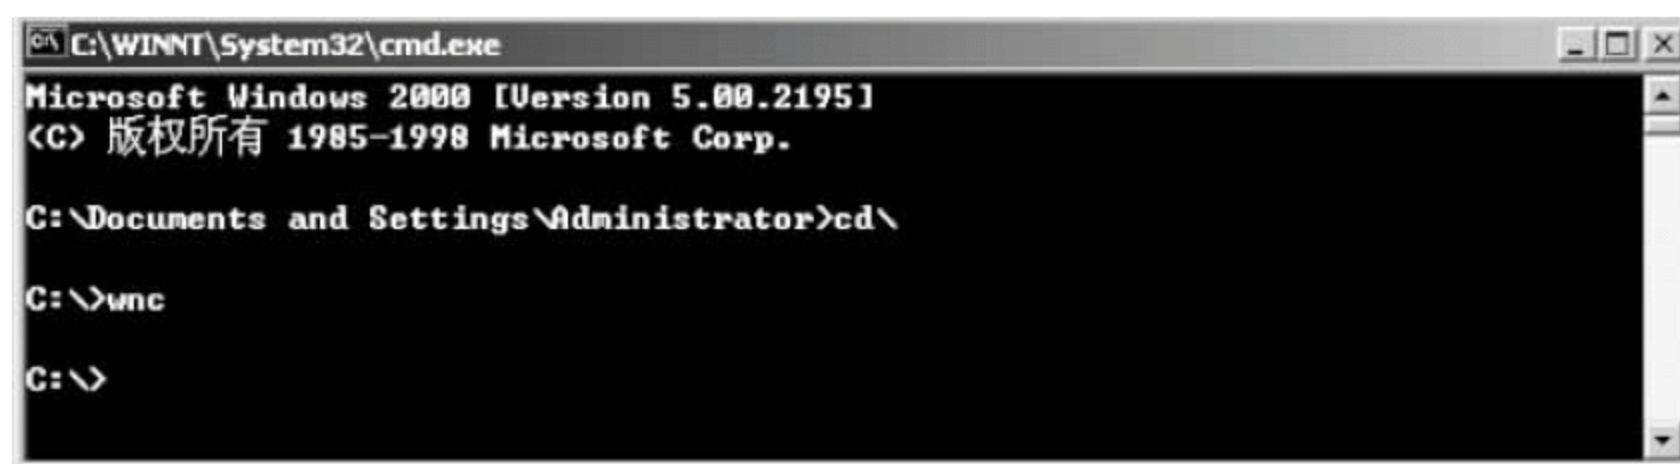 C:\WINNT\System32\cmd.exe
Microsoft Windows 2000 [Version 5.00.2195]
<C> 版权所有 1985-1998 Microsoft Corp.
C:\Documents and Settings\Administrator>cd\
C:\>wnc
C:\>